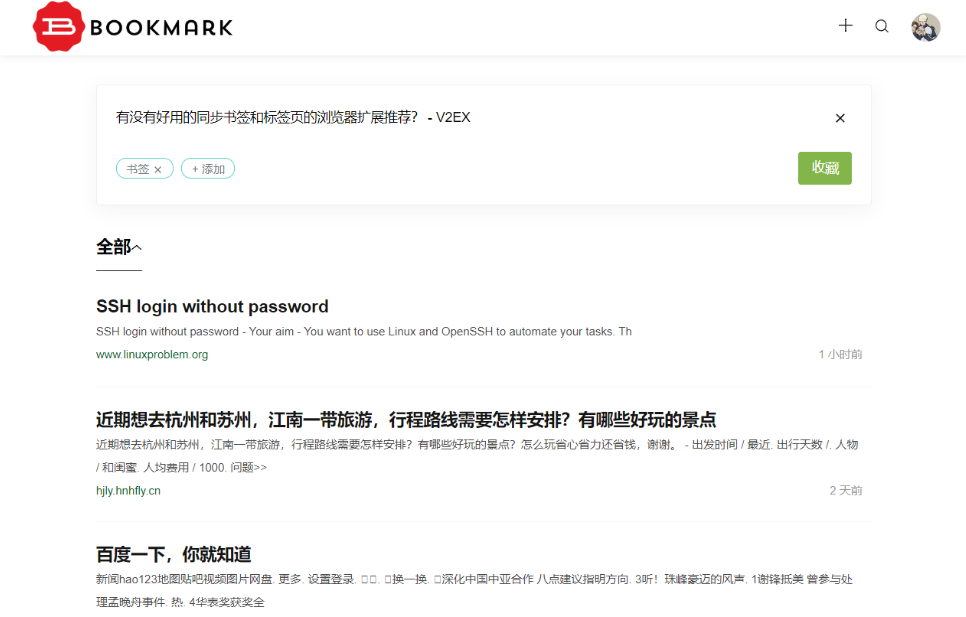 BOOKMARK
有没有好用的同步书签和标签页的浏览器扩展推荐? - V2EX
书签 ×
+ 添加
收藏
全部
SSH login without password
SSH login without password - Your aim - You want to use Linux and OpenSSH to automate your tasks. Th
www.linuxproblem.org
1 小时前
近期想去杭州和苏州，江南一带旅游，行程路线需要怎样安排？有哪些好玩的景点
近期想去杭州和苏州，江南一带旅游，行程路线需要怎样安排？有哪些好玩的景点？怎么玩省心省力还省钱，谢谢。 - 出发时间 / 最近. 出行天数 /. 人物
/ 和闺蜜. 人均费用 / 1000. 问题>>
hjly.hnhfly.cn
2 天前
百度一下，你就知道
新闻hao123地图贴吧视频图片网盘. 更多. 设置登录. □□. □换一换. □深化中国中亚合作 八点建议指明方向. 3听！珠峰豪迈的风声. 1谢锋抵美 曾参与处
理孟晚舟事件. 热. 4华表奖获奖全